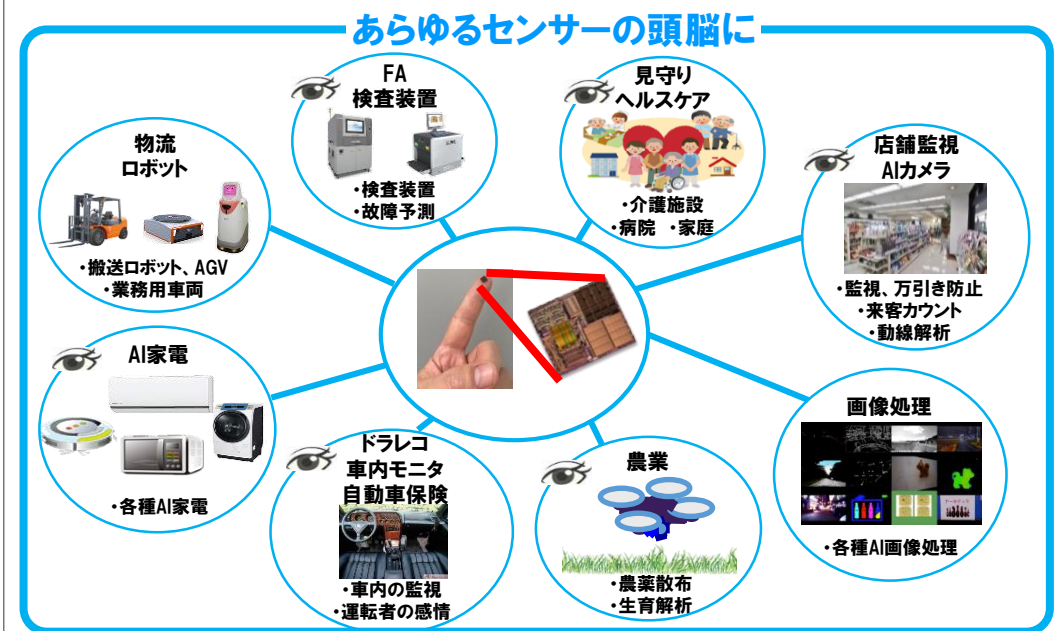 あらゆるセンサーの頭脳に
FA
検査装置
・検査装置
・故障予測
見守り
ヘルスケア
・介護施設
・病院 ・家庭
物流
ロボット
・搬送ロボット、AGV
・業務用車両
店舗監視
AIカメラ
・監視、万引き防止
・来客カウント
・動線解析
AI家電
・各種AI家電
ドラレコ
車内モニタ
自動車保険
・車内の監視
・運転者の感情
農業
・農薬散布
・生育解析
画像処理
・各種AI画像処理